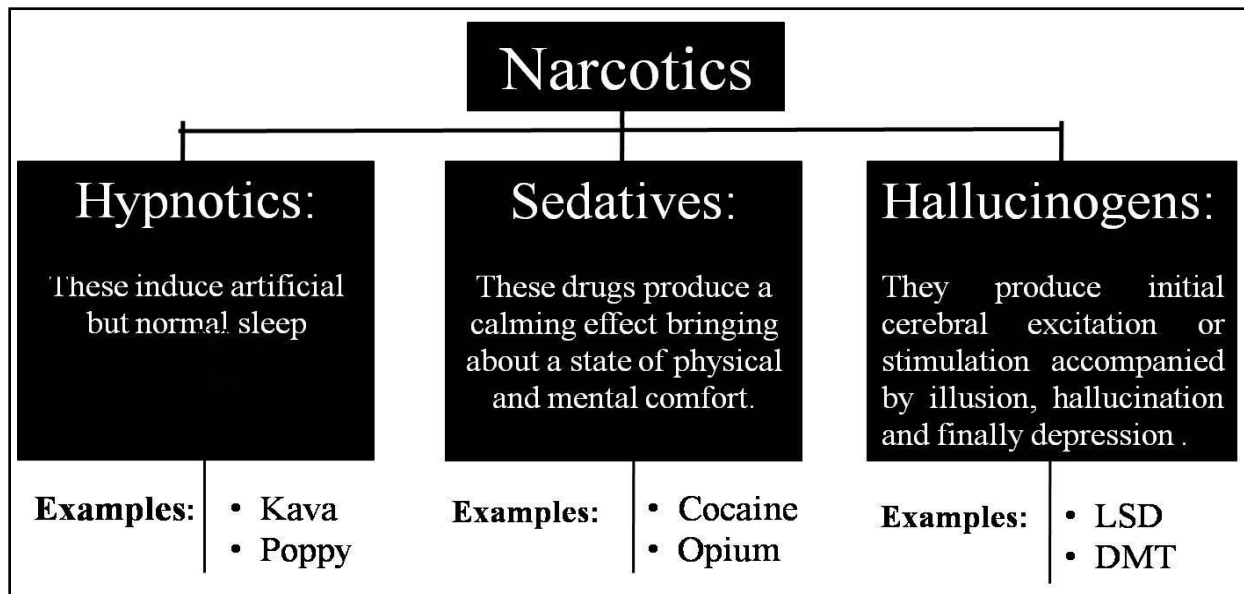 Narcotics
Hypnotics:
These induce artificial
but normal sleep
Sedatives:
These drugs produce a
calming effect bringing
about a state of physical
and mental comfort.
Hallucinogens:
They produce initial
cerebral excitation or
stimulation accompanied
by illusion, hallucination
and finally depression .
Examples:
• Kava
• Poppy
Examples:
• Cocaine
• Opium
Examples:
• LSD
• DMT